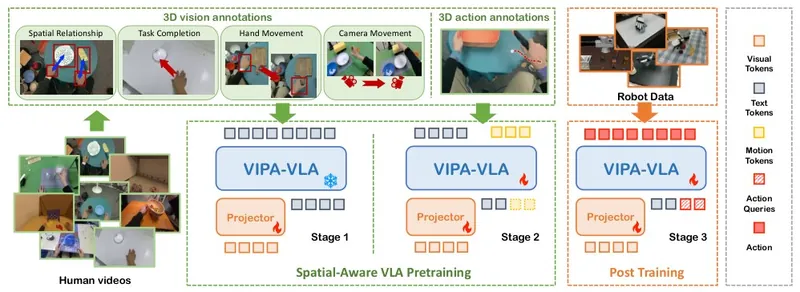 3D vision annotations
3D action annotations
Spatial Relationship
Task Completion
Hand Movement
Camera Movement
Robot Data
Human videos
VIPA-VLA
Projector
Stage 1
VIPA-VLA
Projector
Stage 2
Spatial-Aware VLA Pretraining
VIPA-VLA
Projector
Stage 3
Post Training
Visual
Tokens
Text
Tokens
Motion
Tokens
Action
Queries
Action